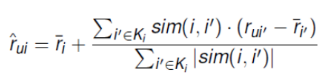 r̂ui = r̄i + ∑i′∈Ki sim(i, i′) · (rui′ − r̄i′) / ∑i′∈Ki |sim(i, i′)|